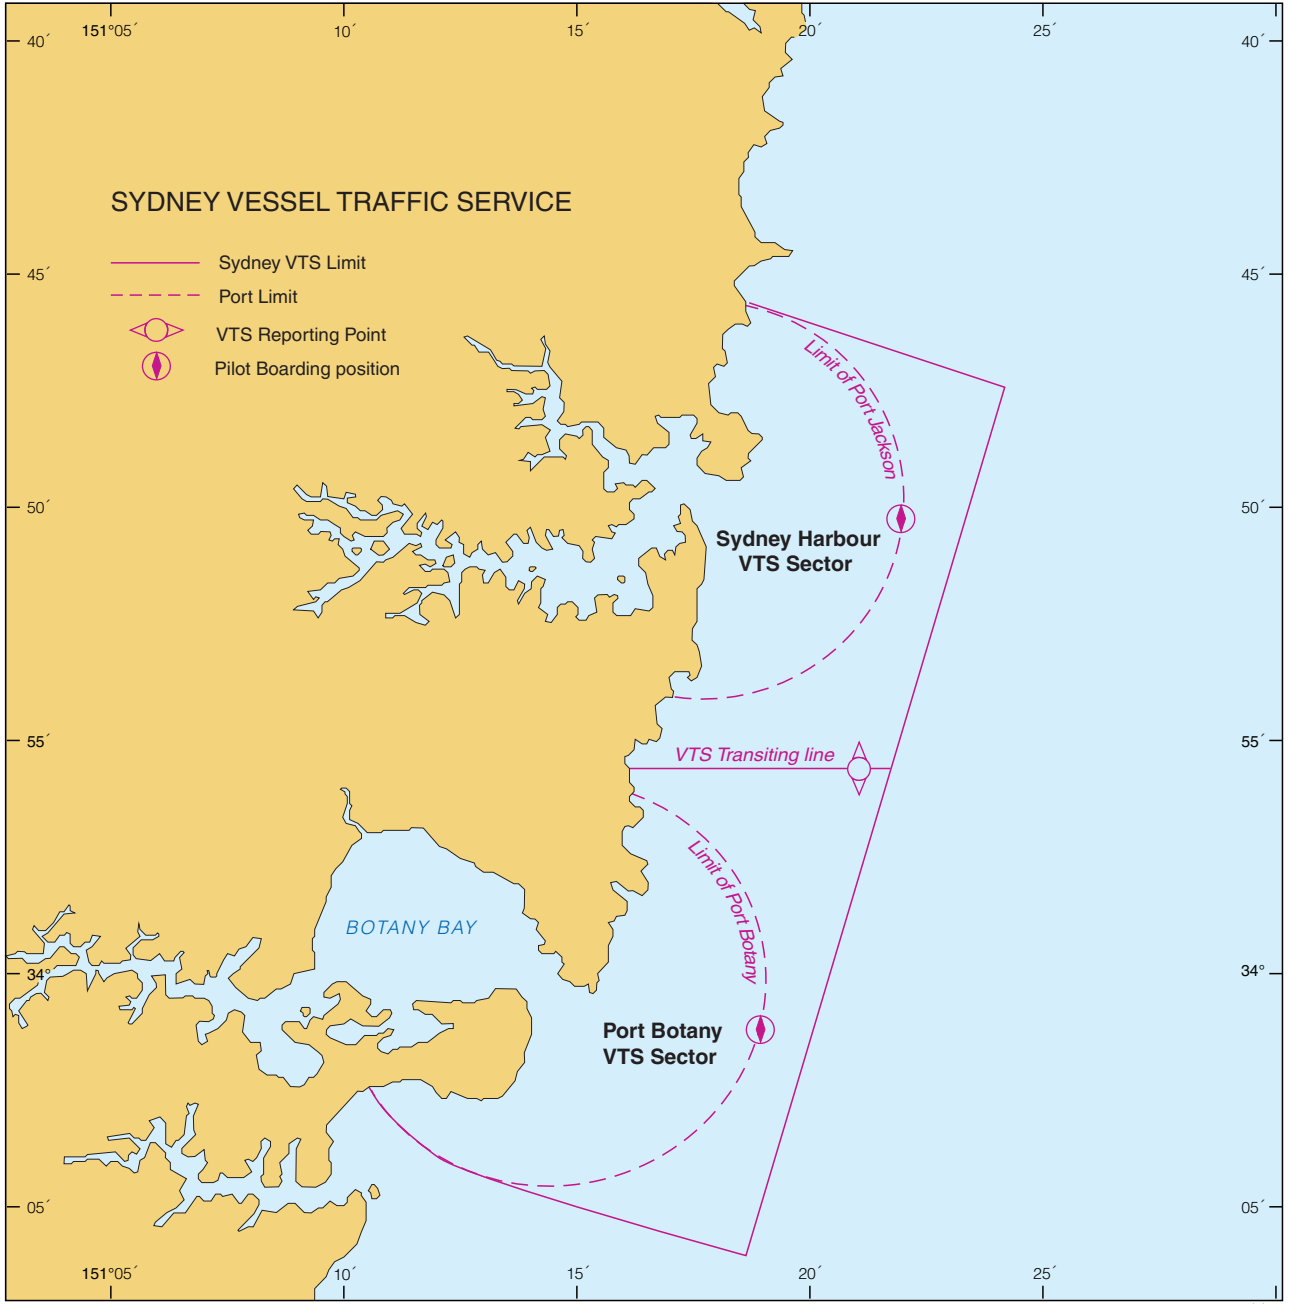 151°05´ 10´ 15´ 20´ 25´
40´ 40´
SYDNEY VESSEL TRAFFIC SERVICE
Sydney VTS Limit
45´ 45´
Port Limit
VTS Reporting Point
Pilot Boarding position
Limit of Port Jackson
50´ 50´
Sydney Harbour
VTS Sector
55´ 55´
VTS Transiting line
Limit of Port Botany
BOTANY BAY
34° 34°
Port Botany
VTS Sector
05´ 05´
151°05´ 10´ 15´ 20´ 25´